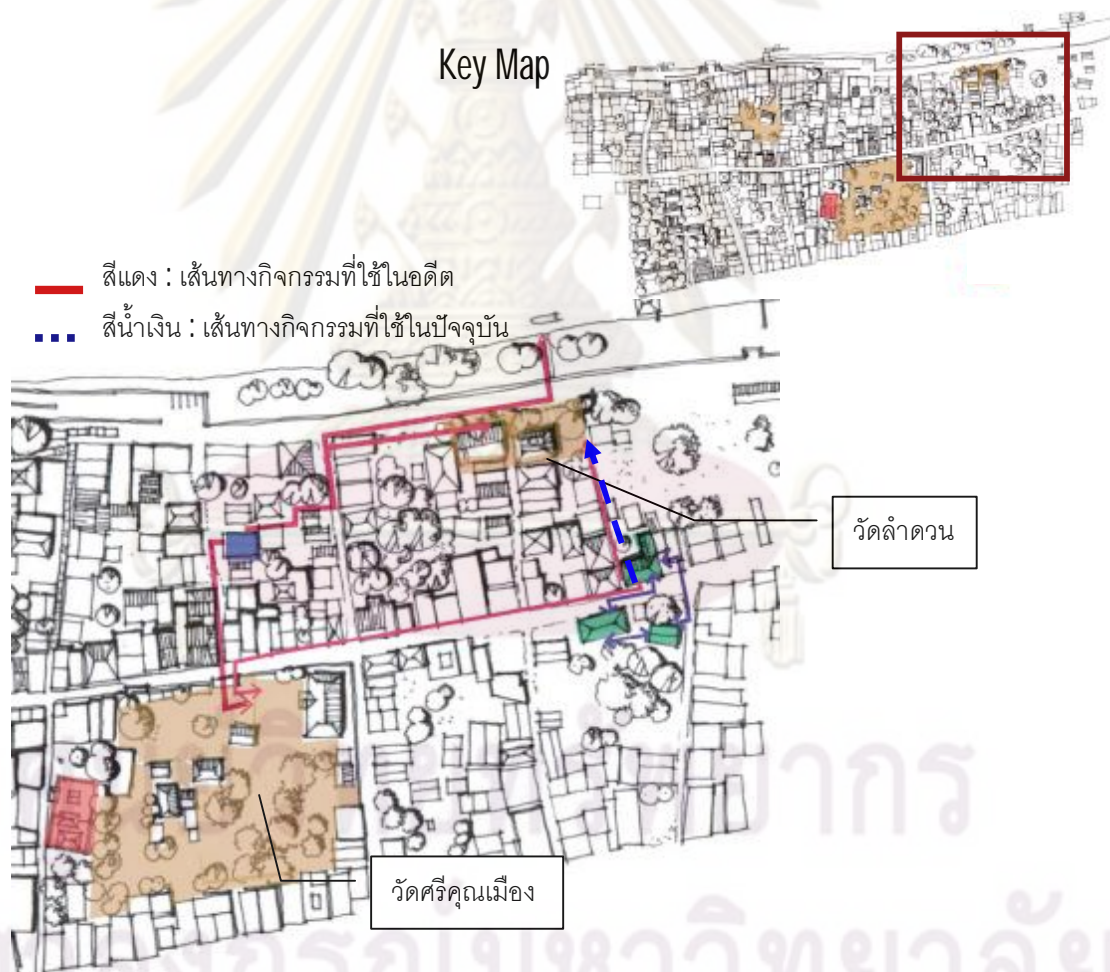 Key Map
สีแดง : เส้นทางกิจกรรมที่ใช้ในอดีต
สีน้ำเงิน : เส้นทางกิจกรรมที่ใช้ในปัจจุบัน
วัดลำดวน
วัดศรีคุณเมือง